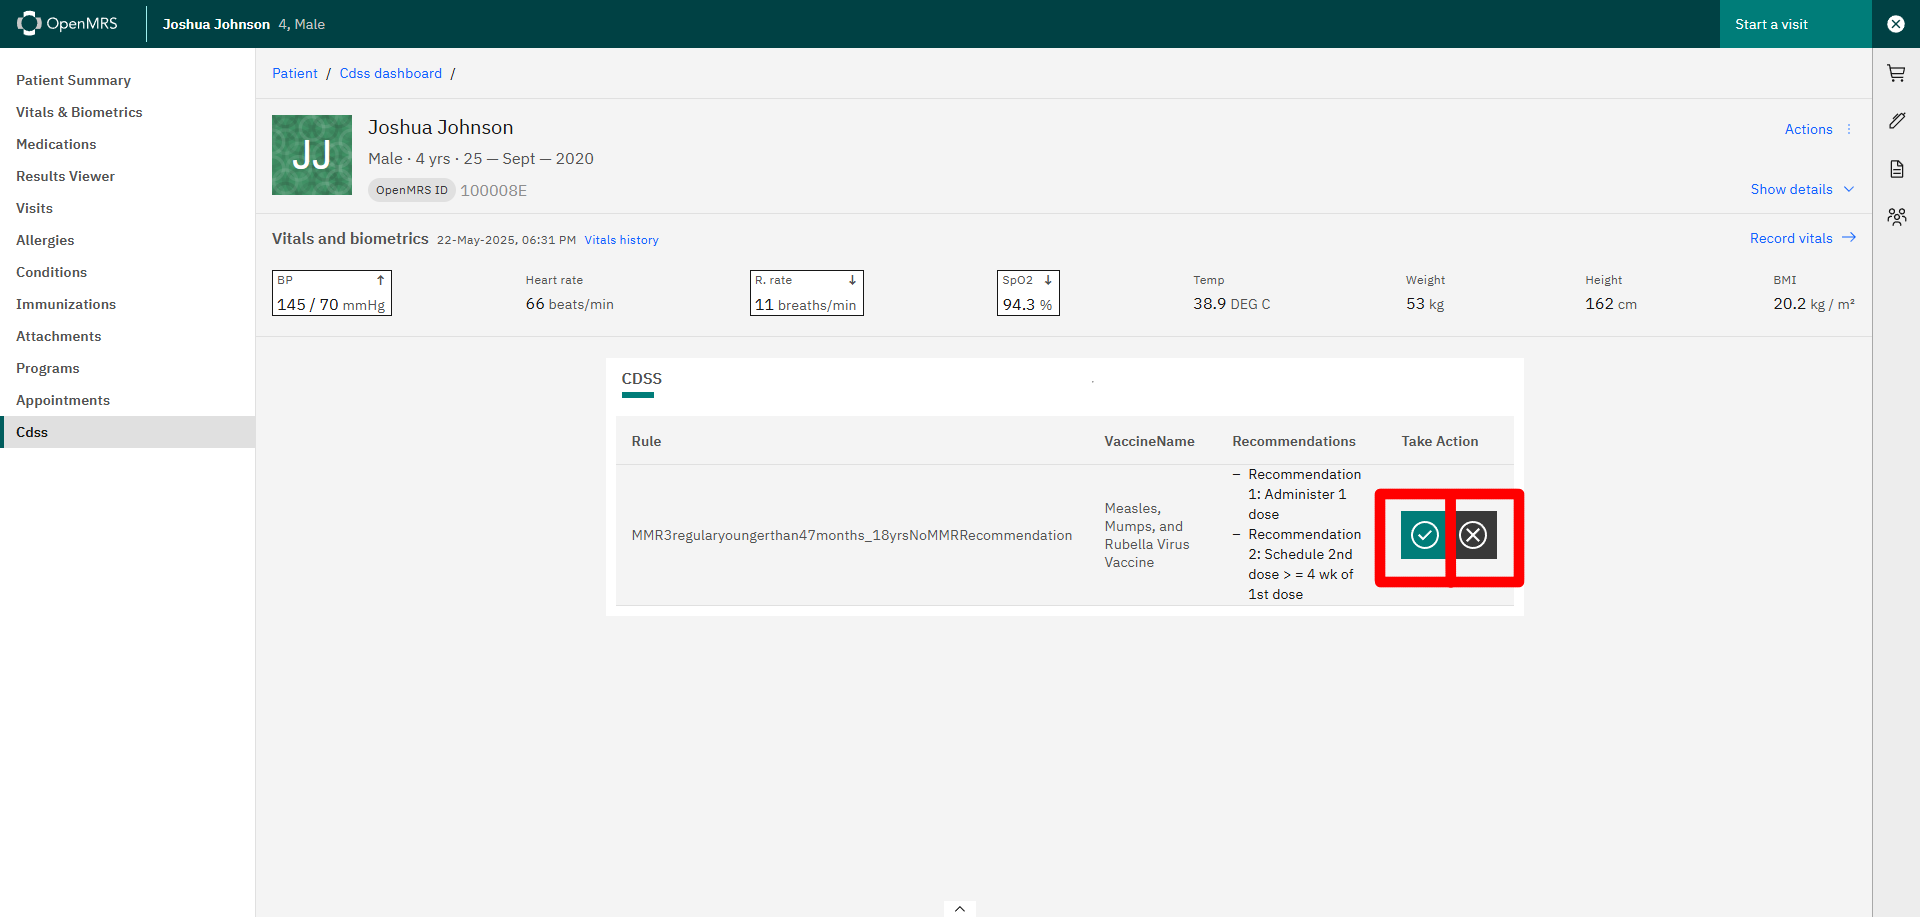 OpenMRS
Joshua Johnson 4, Male
Start a visit
Patient Summary
Vitals & Biometrics
Medications
Results Viewer
Visits
Allergies
Conditions
Immunizations
Attachments
Programs
Appointments
Cdss
Patient / Cdss dashboard /
JJ
Joshua Johnson
Male · 4 yrs · 25 — Sept — 2020
OpenMRS ID 100008E
Actions
Show details
Vitals and biometrics 22-May-2025, 06:31 PM Vitals history
Record vitals →
BP ↑
145 / 70 mmHg
Heart rate
66 beats/min
R. rate ↓
11 breaths/min
SpO2 ↓
94.3 %
Temp
38.9 DEG C
Weight
53 kg
Height
162 cm
BMI
20.2 kg / m²
CDSS
Rule VaccineName Recommendations Take Action
MMR3regularyoungerthan47months_18yrsNoMMRRecommendation
Measles,
Mumps, and
Rubella Virus
Vaccine
– Recommendation
1: Administer 1
dose
– Recommendation
2: Schedule 2nd
dose > = 4 wk of
1st dose